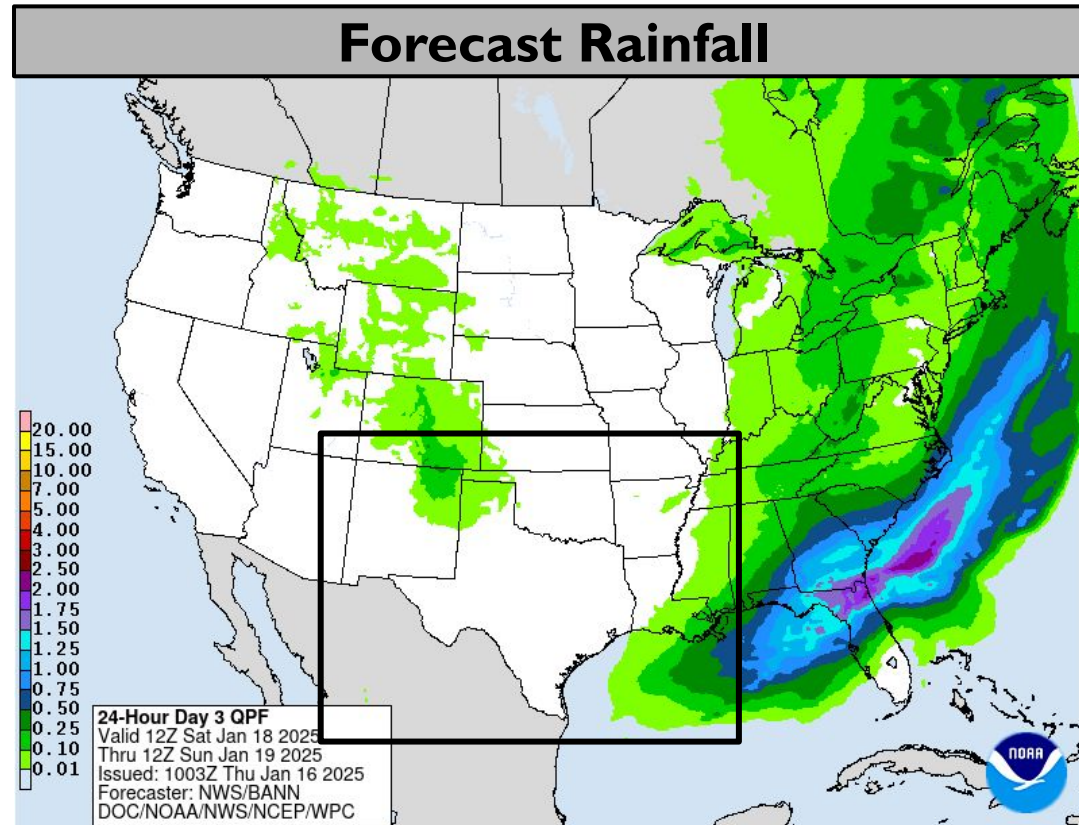 Forecast Rainfall
20.00
15.00
10.00
7.00
5.00
4.00
3.00
2.50
2.00
1.75
1.50
1.25
1.00
0.75
0.50
0.25
0.10
0.01
24-Hour Day 3 QPF
Valid 12Z Sat Jan 18 2025
Thru 12Z Sun Jan 19 2025
Issued: 1003Z Thu Jan 16 2025
Forecaster: NWS/BANN
DOC/NOAA/NWS/NCEP/WPC
NOAA